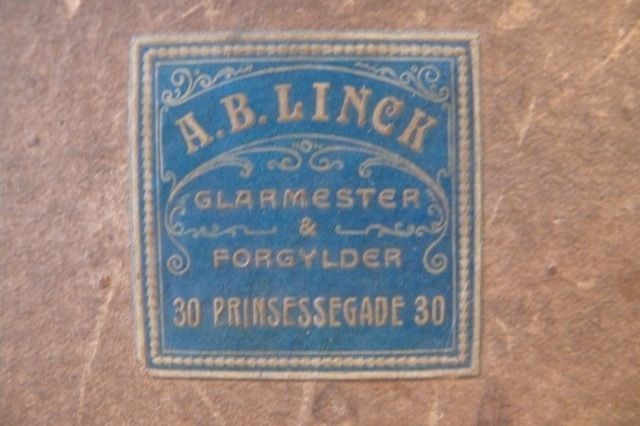 A.B. LINCK
GLARMESTER
&
FORGYLDER
30 PRINSESSEGADE 30